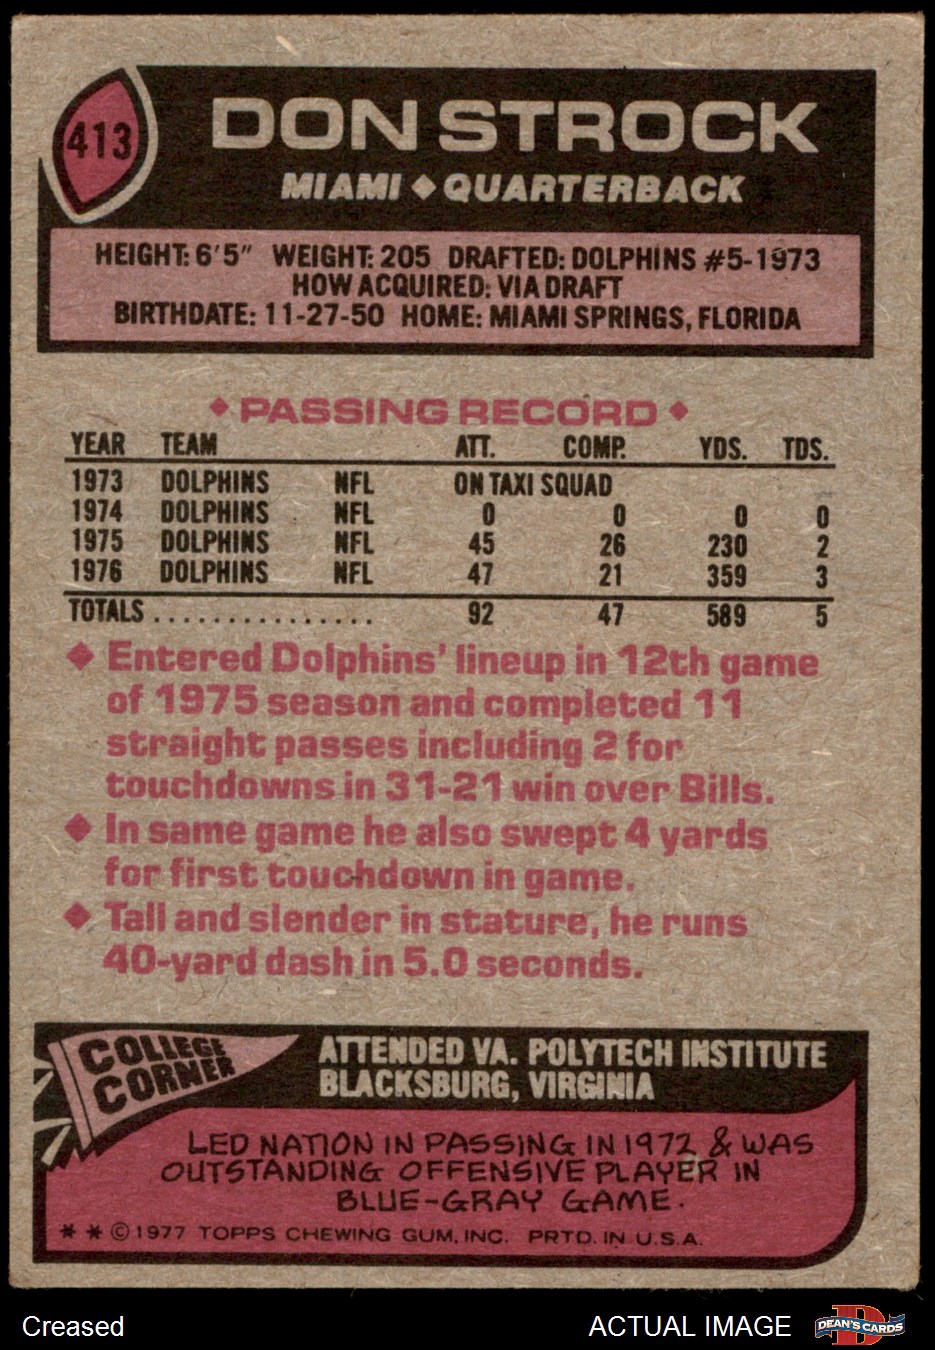 413
DON STROCK
MIAMI ◆ QUARTERBACK
HEIGHT: 6'5" WEIGHT: 205 DRAFTED: DOLPHINS #5-1973
HOW ACQUIRED: VIA DRAFT
BIRTHDATE: 11-27-50 HOME: MIAMI SPRINGS, FLORIDA
◆ PASSING RECORD ◆
YEAR TEAM ATT. COMP. YDS. TDS.
1973 DOLPHINS NFL ON TAXI SQUAD
1974 DOLPHINS NFL 0 0 0 0
1975 DOLPHINS NFL 45 26 230 2
1976 DOLPHINS NFL 47 21 359 3
TOTALS ............... 92 47 589 5
◆ Entered Dolphins' lineup in 12th game
of 1975 season and completed 11
straight passes including 2 for
touchdowns in 31-21 win over Bills.
◆ In same game he also swept 4 yards
for first touchdown in game.
◆ Tall and slender in stature, he runs
40-yard dash in 5.0 seconds.
COLLEGE
CORNER
ATTENDED VA. POLYTECH INSTITUTE
BLACKSBURG, VIRGINIA
LED NATION IN PASSING IN 1972 & WAS
OUTSTANDING OFFENSIVE PLAYER IN
BLUE-GRAY GAME.
* * © 1977 TOPPS CHEWING GUM, INC. PRTD. IN U.S.A.
Creased
ACTUAL IMAGE
D
DEAN'S CARDS